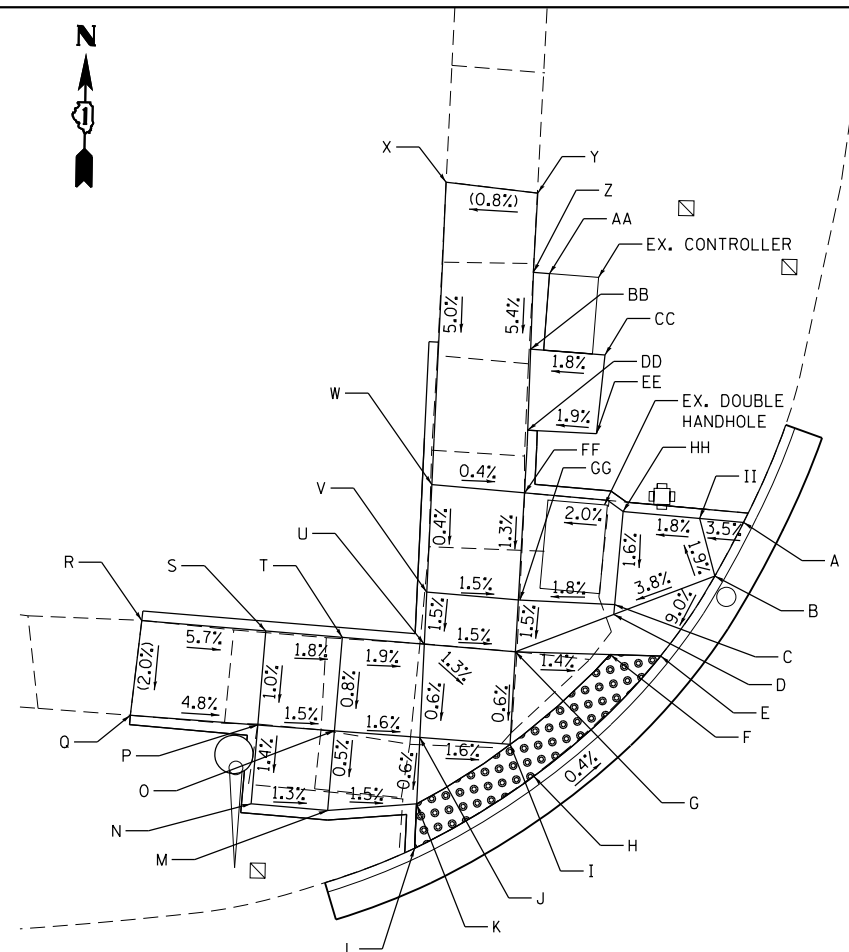 N
1
X
Y
(0.8%)
Z
AA
EX. CONTROLLER
5.0%
5.4%
BB
CC
1.8%
DD
EE
1.9%
W
EX. DOUBLE
HANDHOLE
FF
GG
HH
0.4%
II
V
2.0%
0.4%
1.3%
1.8%
3.5%
A
U
1.6%
1.9%
R
S
T
1.5%
1.8%
3.8%
9.0%
B
1.5%
1.5%
1.5%
5.7%
1.8%
1.9%
C
1.3%
1.4%
D
(2.0%)
1.0%
0.8%
0.6%
0.6%
E
4.8%
1.5%
1.6%
F
Q
P
1.4%
0.5%
0.6%
1.6%
O
0.4%
G
1.3%
1.5%
N
H
M
I
J
K
L